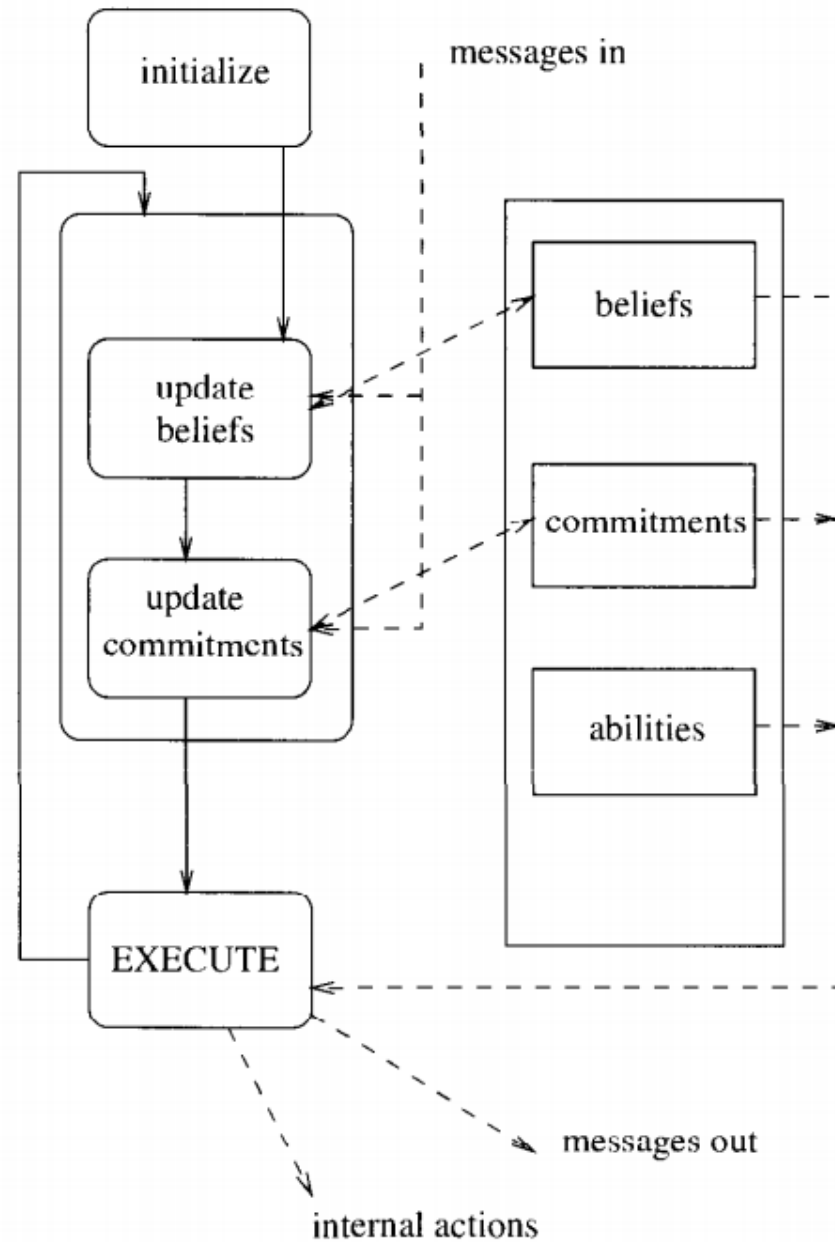 initialize
messages in
beliefs
update
beliefs
commitments
update
commitments
abilities
EXECUTE
messages out
internal actions